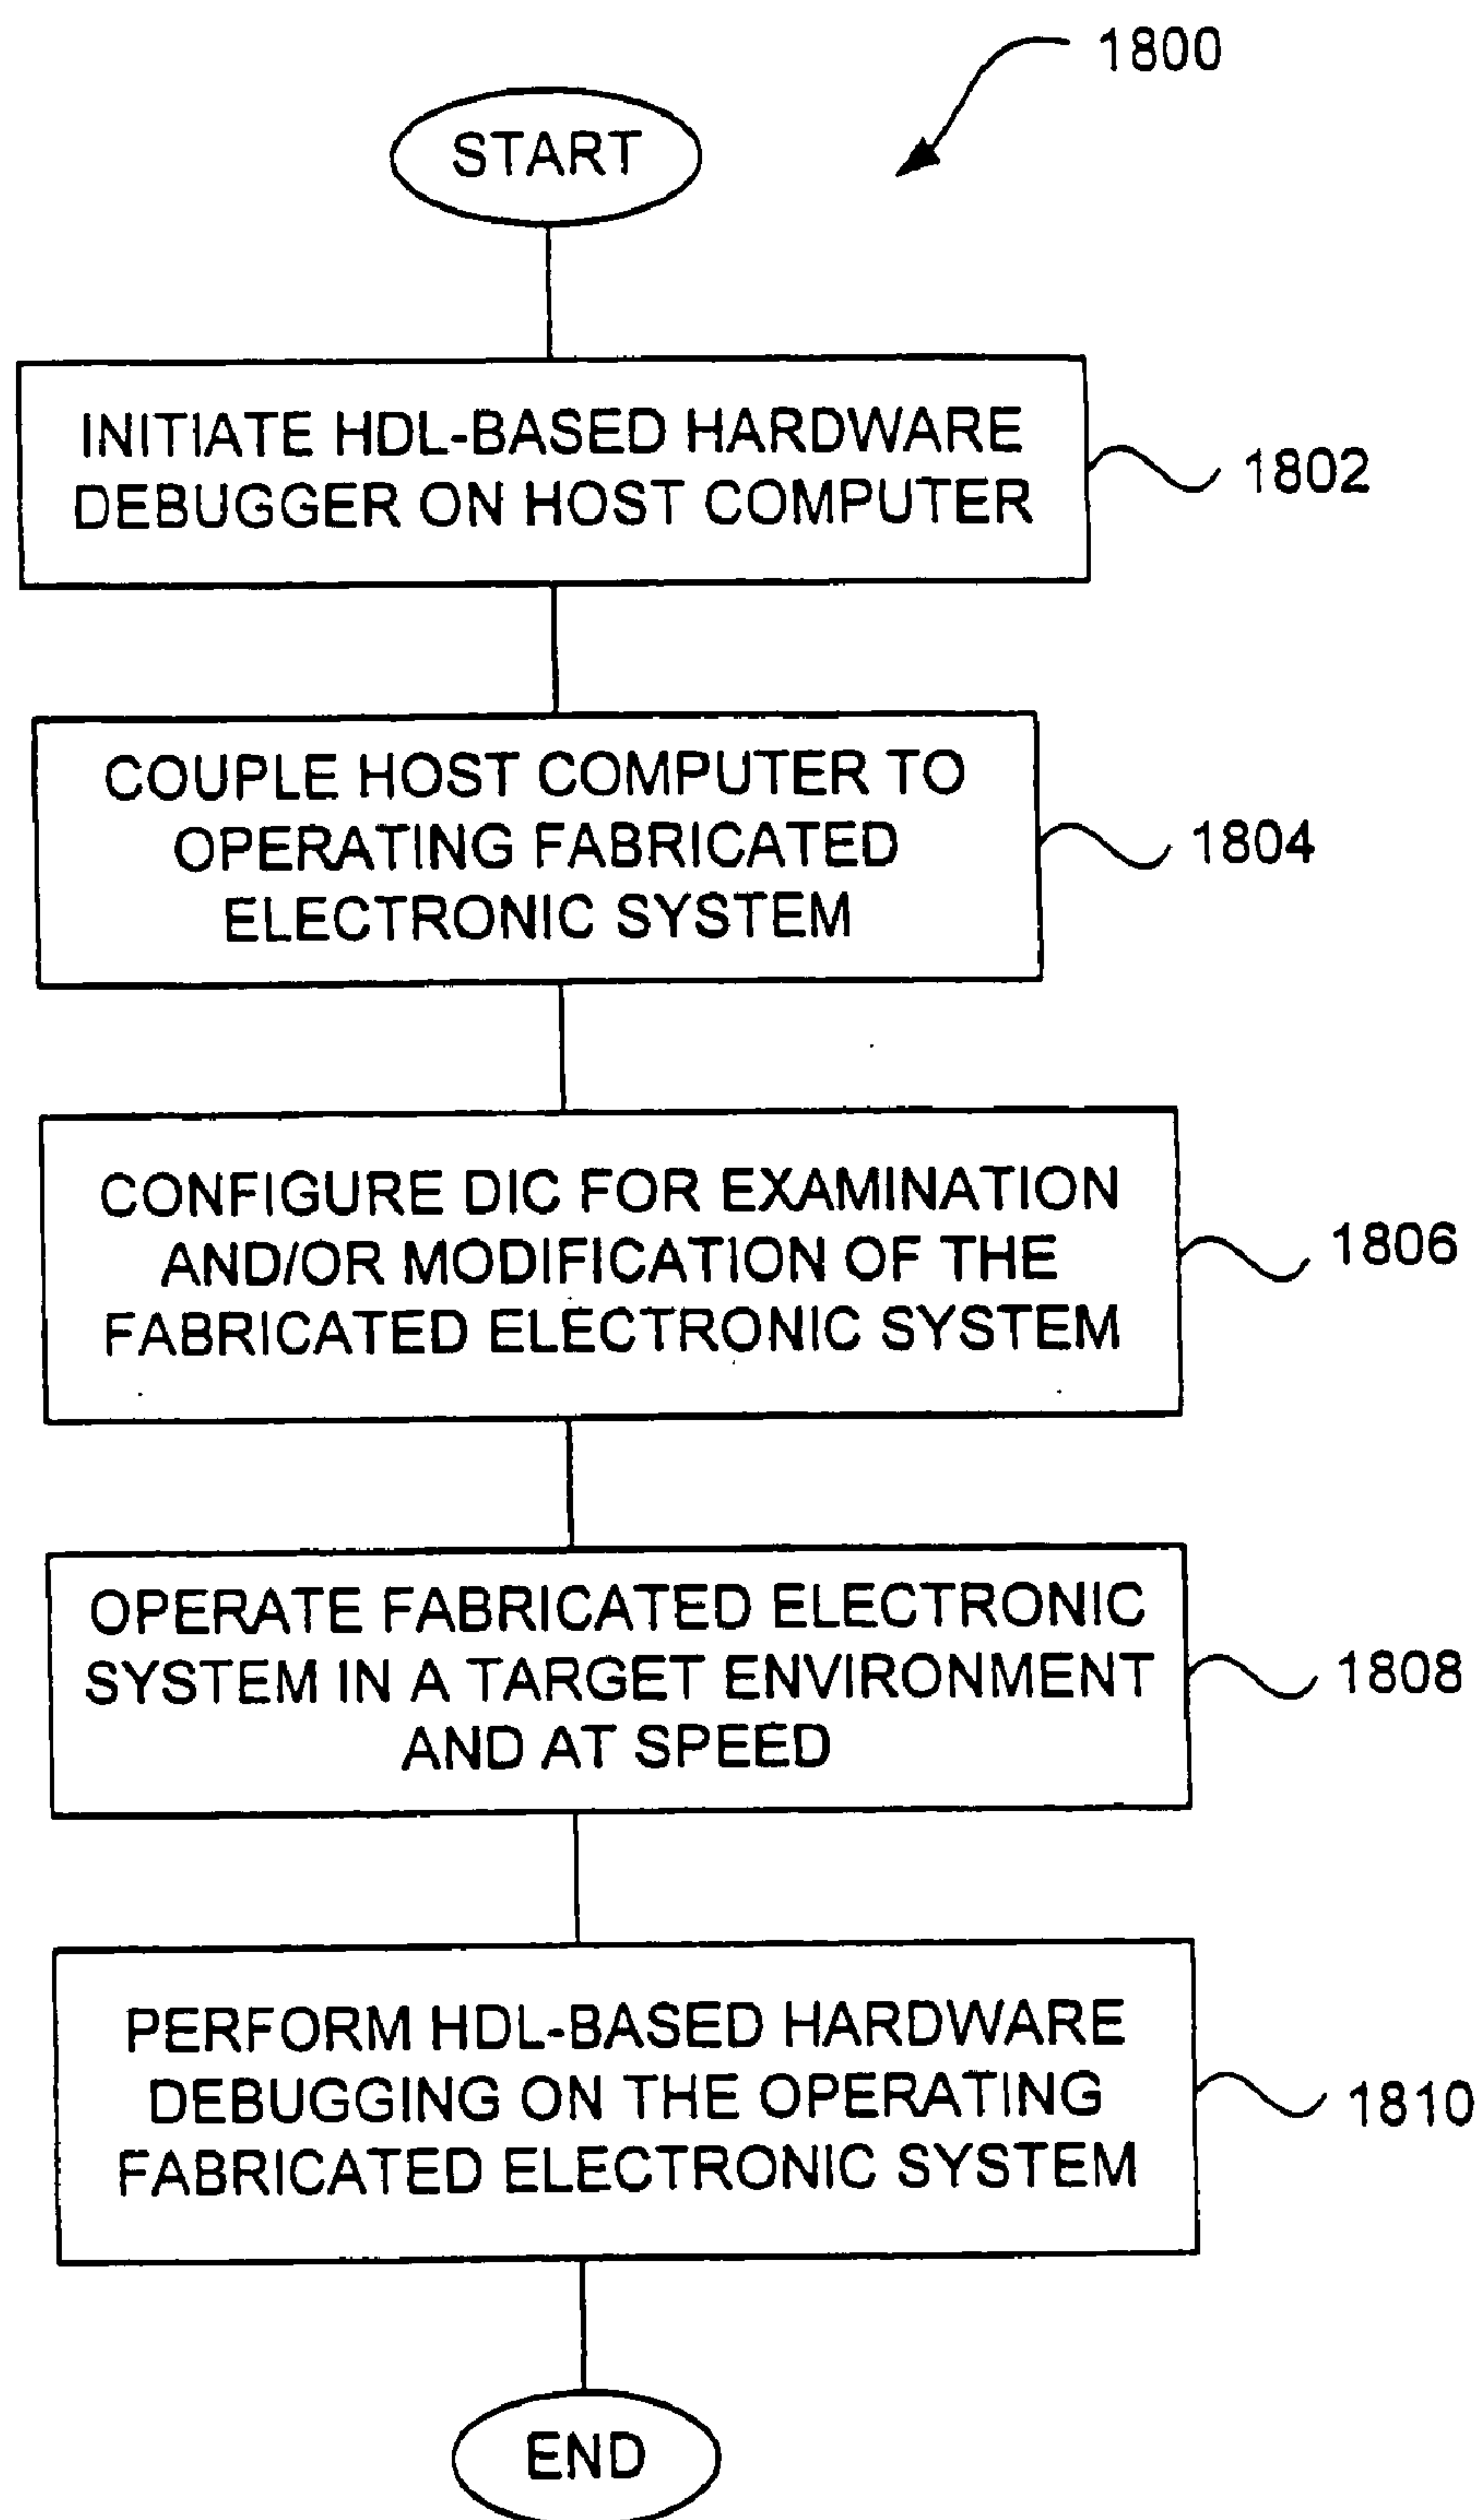 1800
START
INITIATE HDL-BASED HARDWARE
DEBUGGER ON HOST COMPUTER
1802
COUPLE HOST COMPUTER TO
OPERATING FABRICATED
ELECTRONIC SYSTEM
1804
CONFIGURE DIC FOR EXAMINATION
AND/OR MODIFICATION OF THE
FABRICATED ELECTRONIC SYSTEM
1806
OPERATE FABRICATED ELECTRONIC
SYSTEM IN A TARGET ENVIRONMENT
AND AT SPEED
1808
PERFORM HDL-BASED HARDWARE
DEBUGGING ON THE OPERATING
FABRICATED ELECTRONIC SYSTEM
1810
END